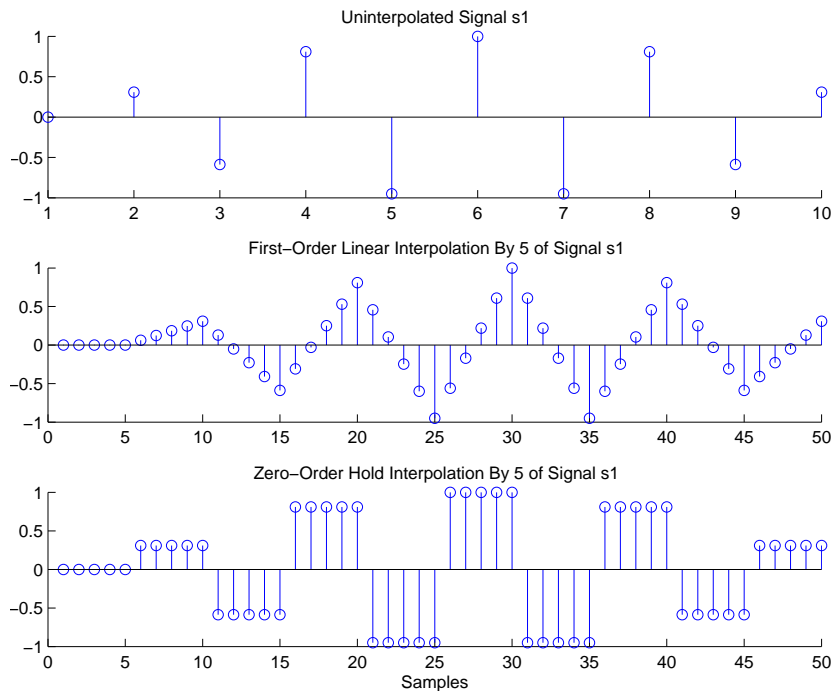 Uninterpolated Signal s1
1
0.5
0
−0.5
−1
1 2 3 4 5 6 7 8 9 10
First−Order Linear Interpolation By 5 of Signal s1
1
0.5
0
−0.5
−1
0 5 10 15 20 25 30 35 40 45 50
Zero−Order Hold Interpolation By 5 of Signal s1
1
0.5
0
−0.5
−1
0 5 10 15 20 25 30 35 40 45 50
Samples